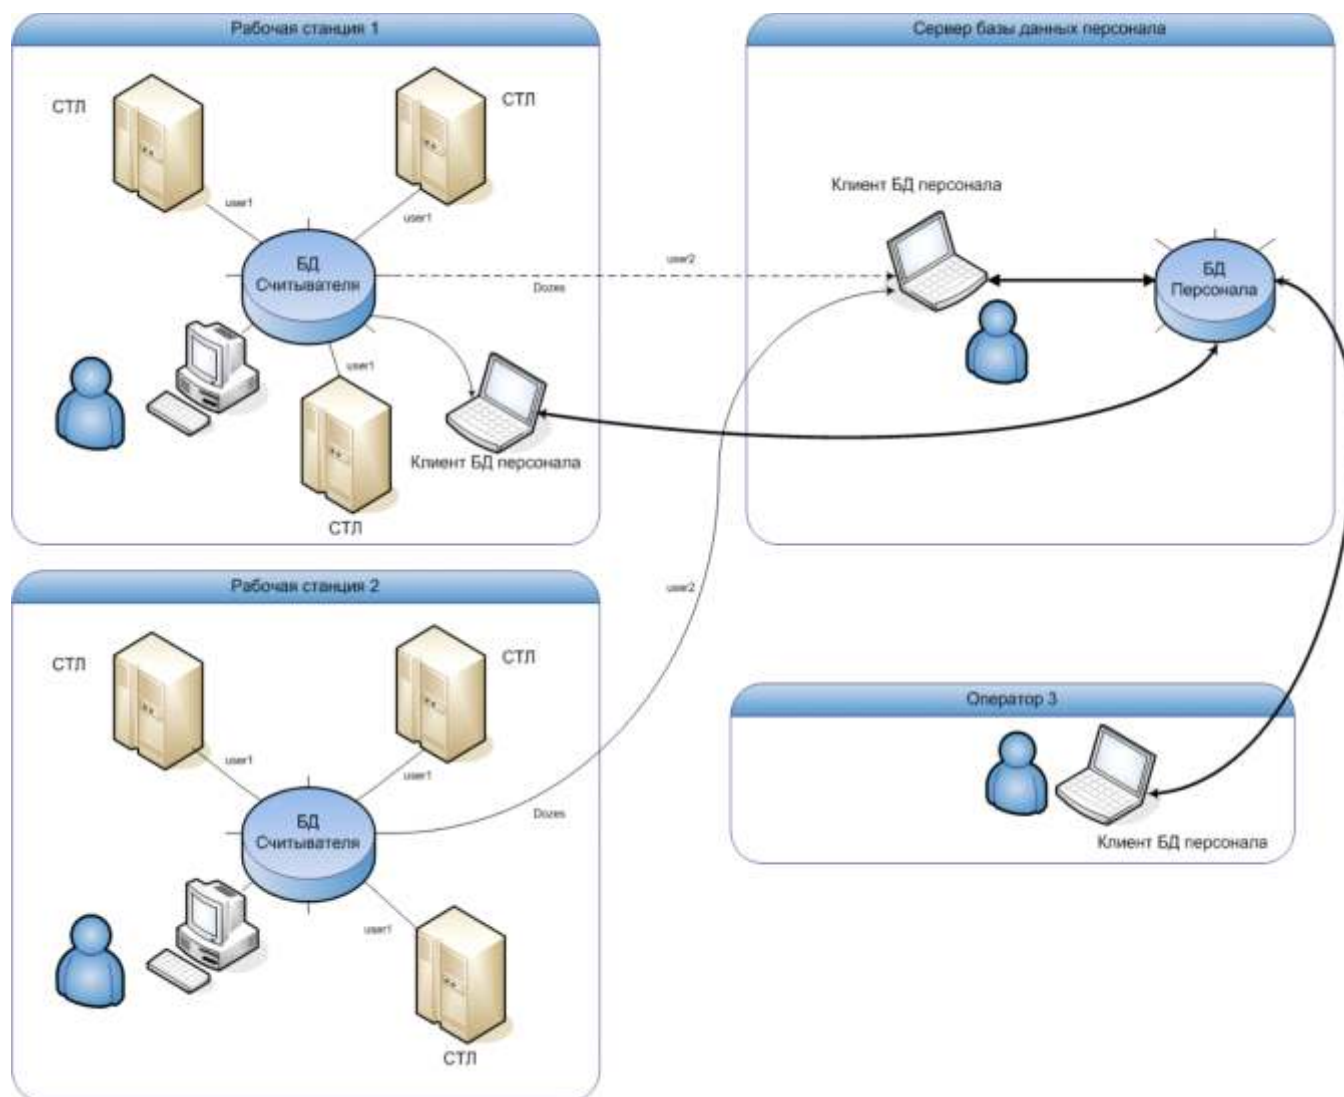 Рабочая станция 1
СТЛ
СТЛ
user1
user1
БД
Считывателя
user1
Клиент БД персонала
СТЛ
user2
Dozes
Сервер базы данных персонала
Клиент БД персонала
БД
Персонала
Рабочая станция 2
СТЛ
СТЛ
user1
user1
БД
Считывателя
user1
СТЛ
user2
Dozes
Оператор 3
Клиент БД персонала